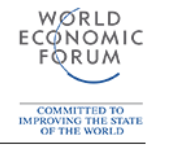 WORLD
ECONOMIC
FORUM
COMMITTED TO
IMPROVING THE STATE
OF THE WORLD